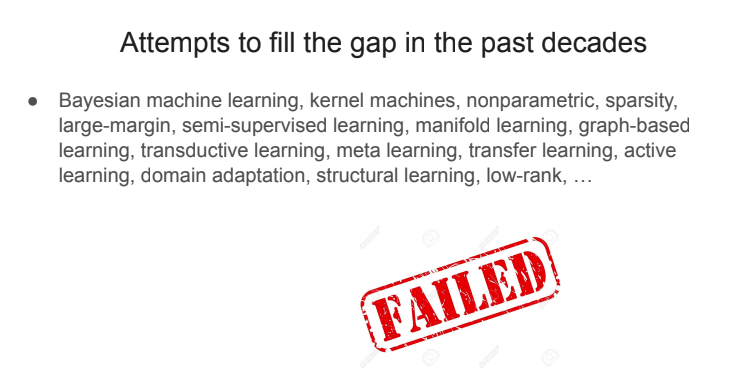 Attempts to fill the gap in the past decades
● Bayesian machine learning, kernel machines, nonparametric, sparsity,
large-margin, semi-supervised learning, manifold learning, graph-based
learning, transductive learning, meta learning, transfer learning, active
learning, domain adaptation, structural learning, low-rank, …
FAILED